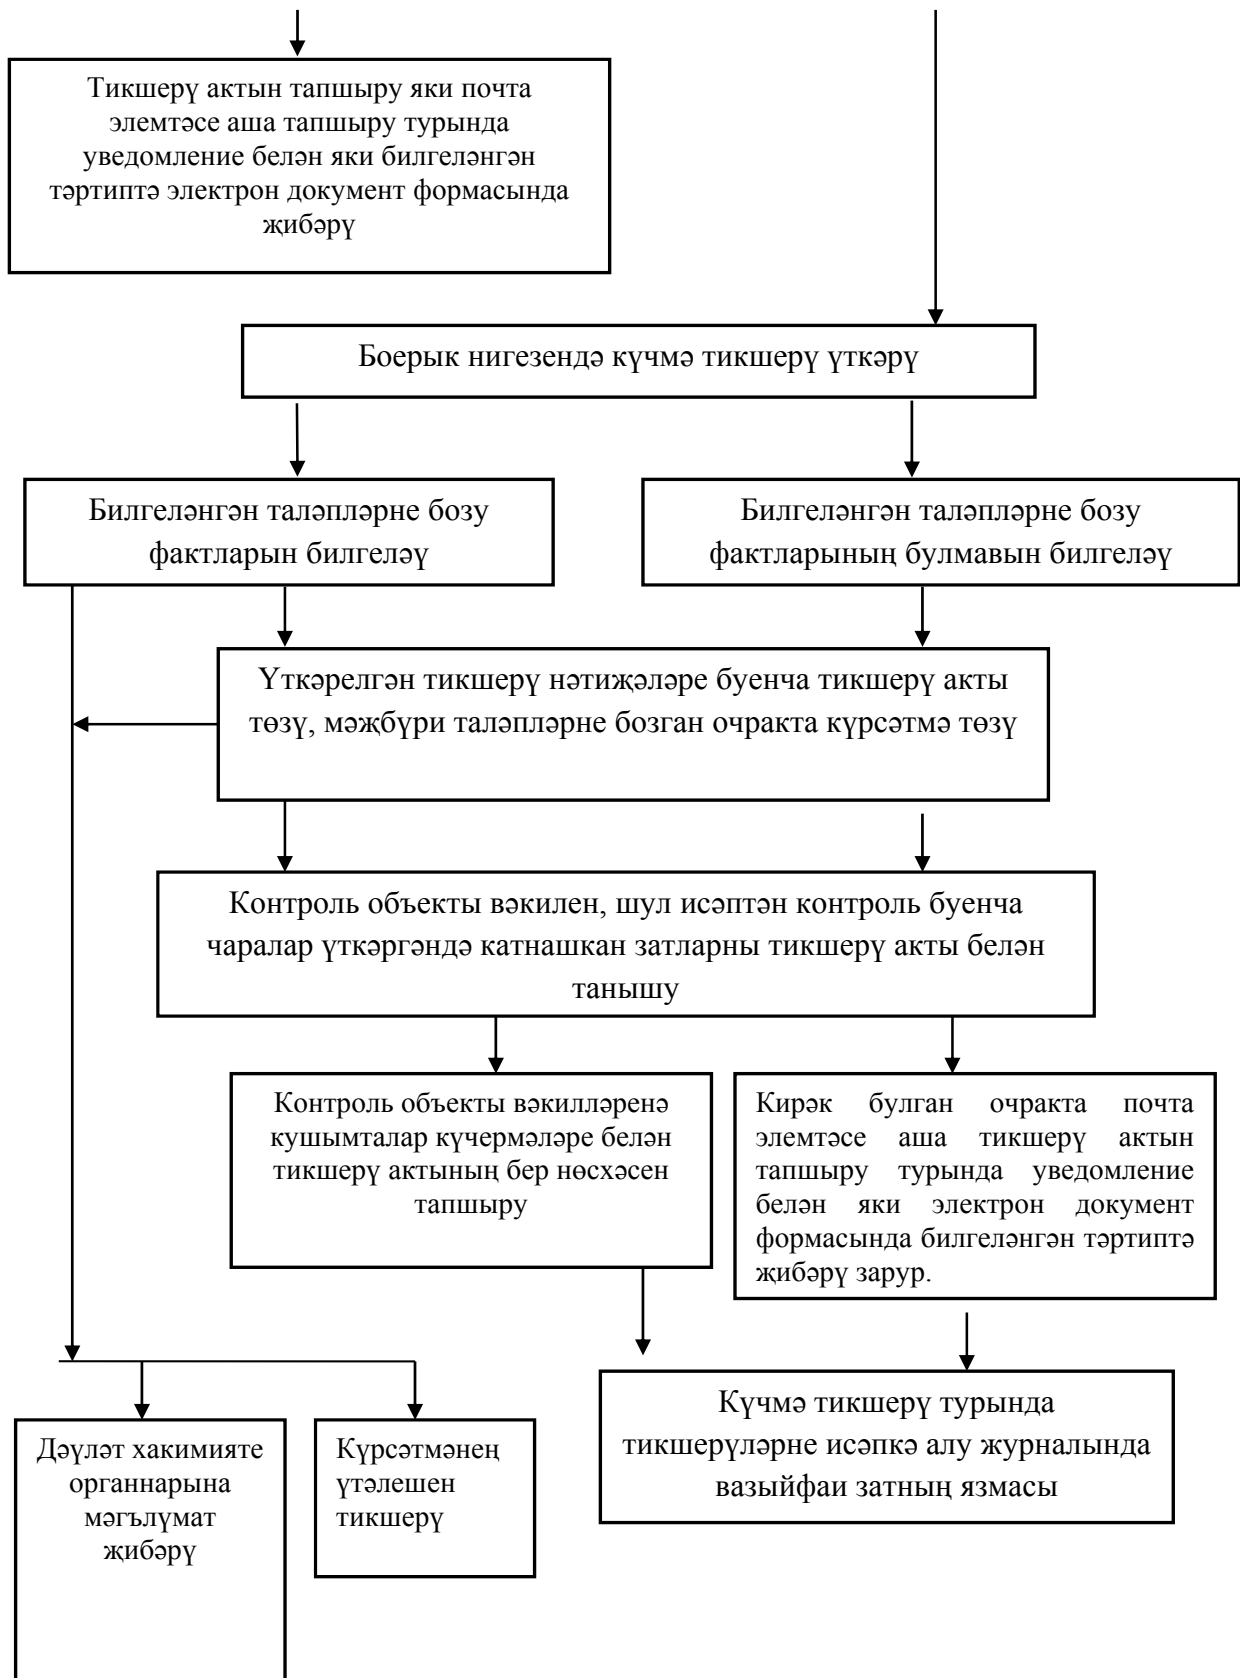 Тикшерү актын тапшыру яки почта
элемтәсе аша тапшыру турында
уведомление белән яки билгеләнгән
тәртиптә электрон документ формасында
җибәрү
Боерык нигезендә күчмә тикшерү үткәрү
Билгеләнгән таләпләрне бозу
фактларын билгеләү
Билгеләнгән таләпләрне бозу
фактларының булмавын билгеләү
Үткәрелгән тикшерү нәтиҗәләре буенча тикшерү акты
төзү, мәҗбүри таләпләрне бозган очракта күрсәтмә төзү
Контроль объекты вәкилен, шул исәптән контроль буенча
чаралар үткәргәндә катнашкан затларны тикшерү акты белән
танышу
Контроль объекты вәкилләренә
кушымталар күчермәләре белән
тикшерү актының бер нөсхәсен
тапшыру
Кирәк булган очракта почта
элемтәсе аша тикшерү актын
тапшыру турында уведомление
белән яки электрон документ
формасында билгеләнгән тәртиптә
җибәрү зарур.
Күчмә тикшерү турында
тикшерүләрне исәпкә алу журналында
вазыйфаи затның язмасы
Дәүләт хакимияте
органнарына
мәгълүмат
җибәрү
Күрсәтмәнең
үтәлешен
тикшерү